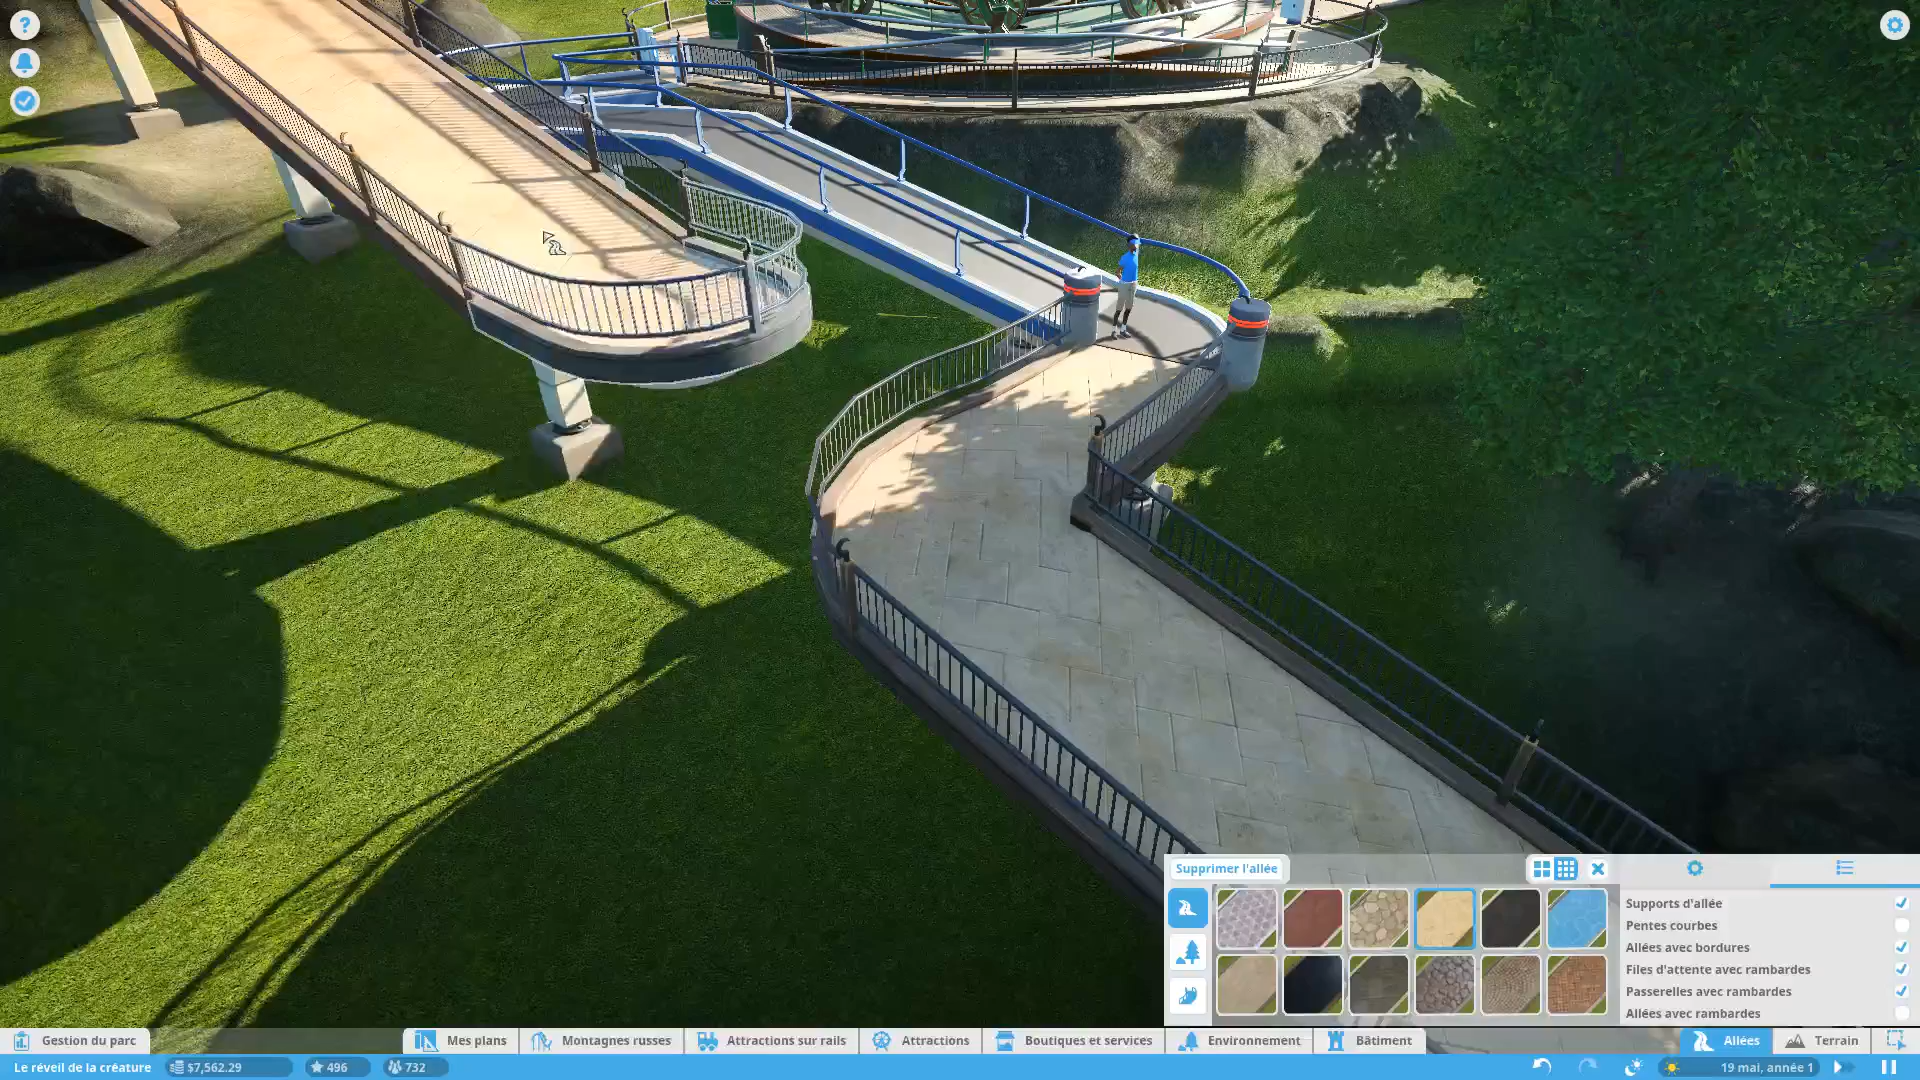 ?
Supprimer l'allée
Supports d'allée
Pentes courbes
Allées avec bordures
Files d'attente avec rambardes
Passerelles avec rambardes
Allées avec rambardes
Gestion du parc
Mes plans
Montagnes russes
Attractions sur rails
Attractions
Boutiques et services
Environnement
Bâtiment
Allées
Terrain
Le réveil de la créature
$7,562.29
496
732
19 mai, année 1